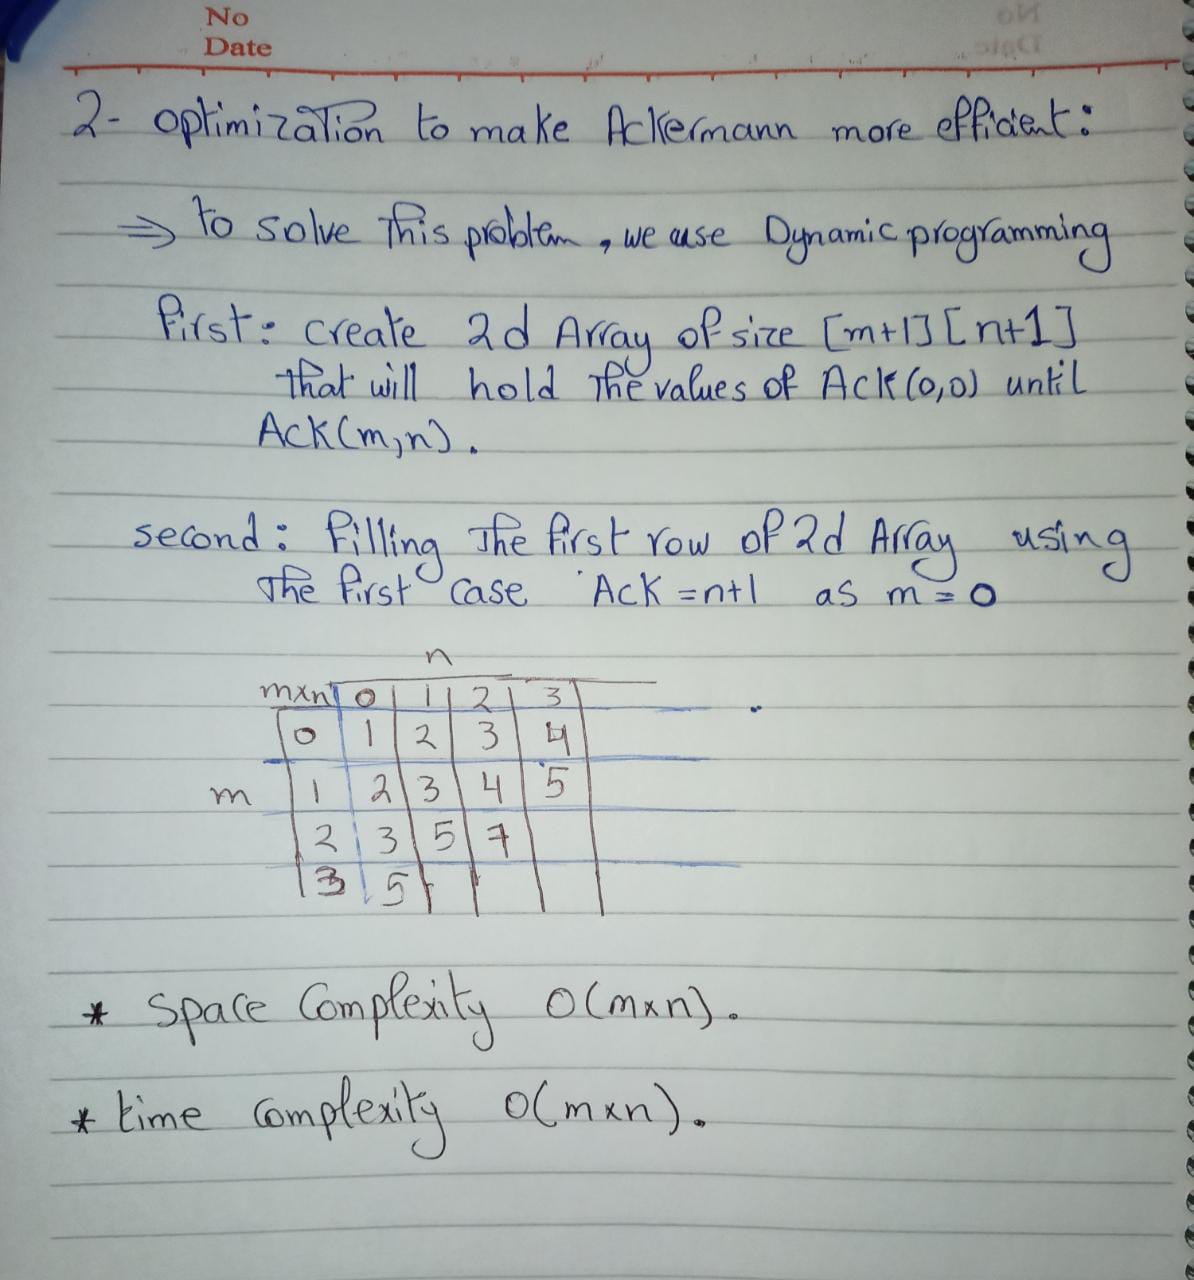 No
Date
2- optimization to make Ackermann more efficient:
⇒ to solve this problem, we use Dynamic programming
first: create 2d Array of size [m+1][n+1]
that will hold the values of Ack(0,0) until
Ack(m,n).
second: filling the first row of 2d Array using
the first case Ack =n+1 as m=0
n
mxn 0 1 2 3
0 1 2 3 4
m 1 2 3 4 5
2 3 5 7
3 5
* Space Complexity O(mxn).
* time complexity O(mxn).